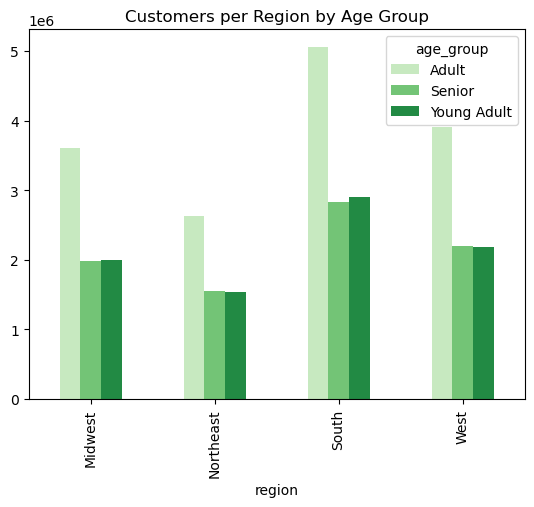 Customers per Region by Age Group
1e6
age_group
Adult
Senior
Young Adult
5
4
3
2
1
0
Midwest
Northeast
South
West
region